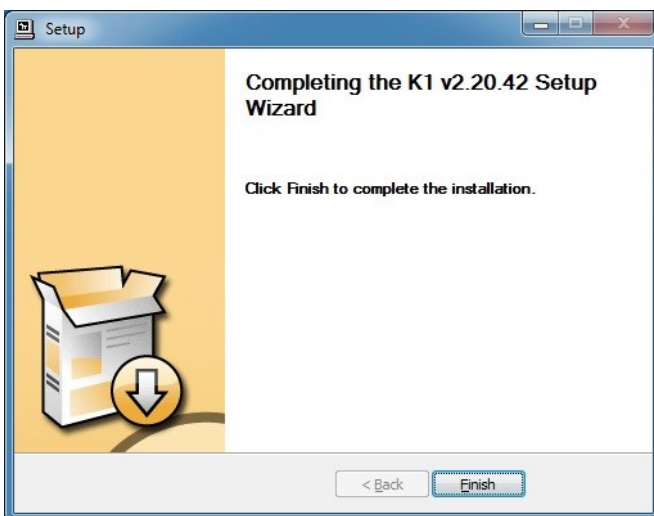 Setup
Completing the K1 v2.20.42 Setup
Wizard
Click Finish to complete the installation.
< Back
Finish